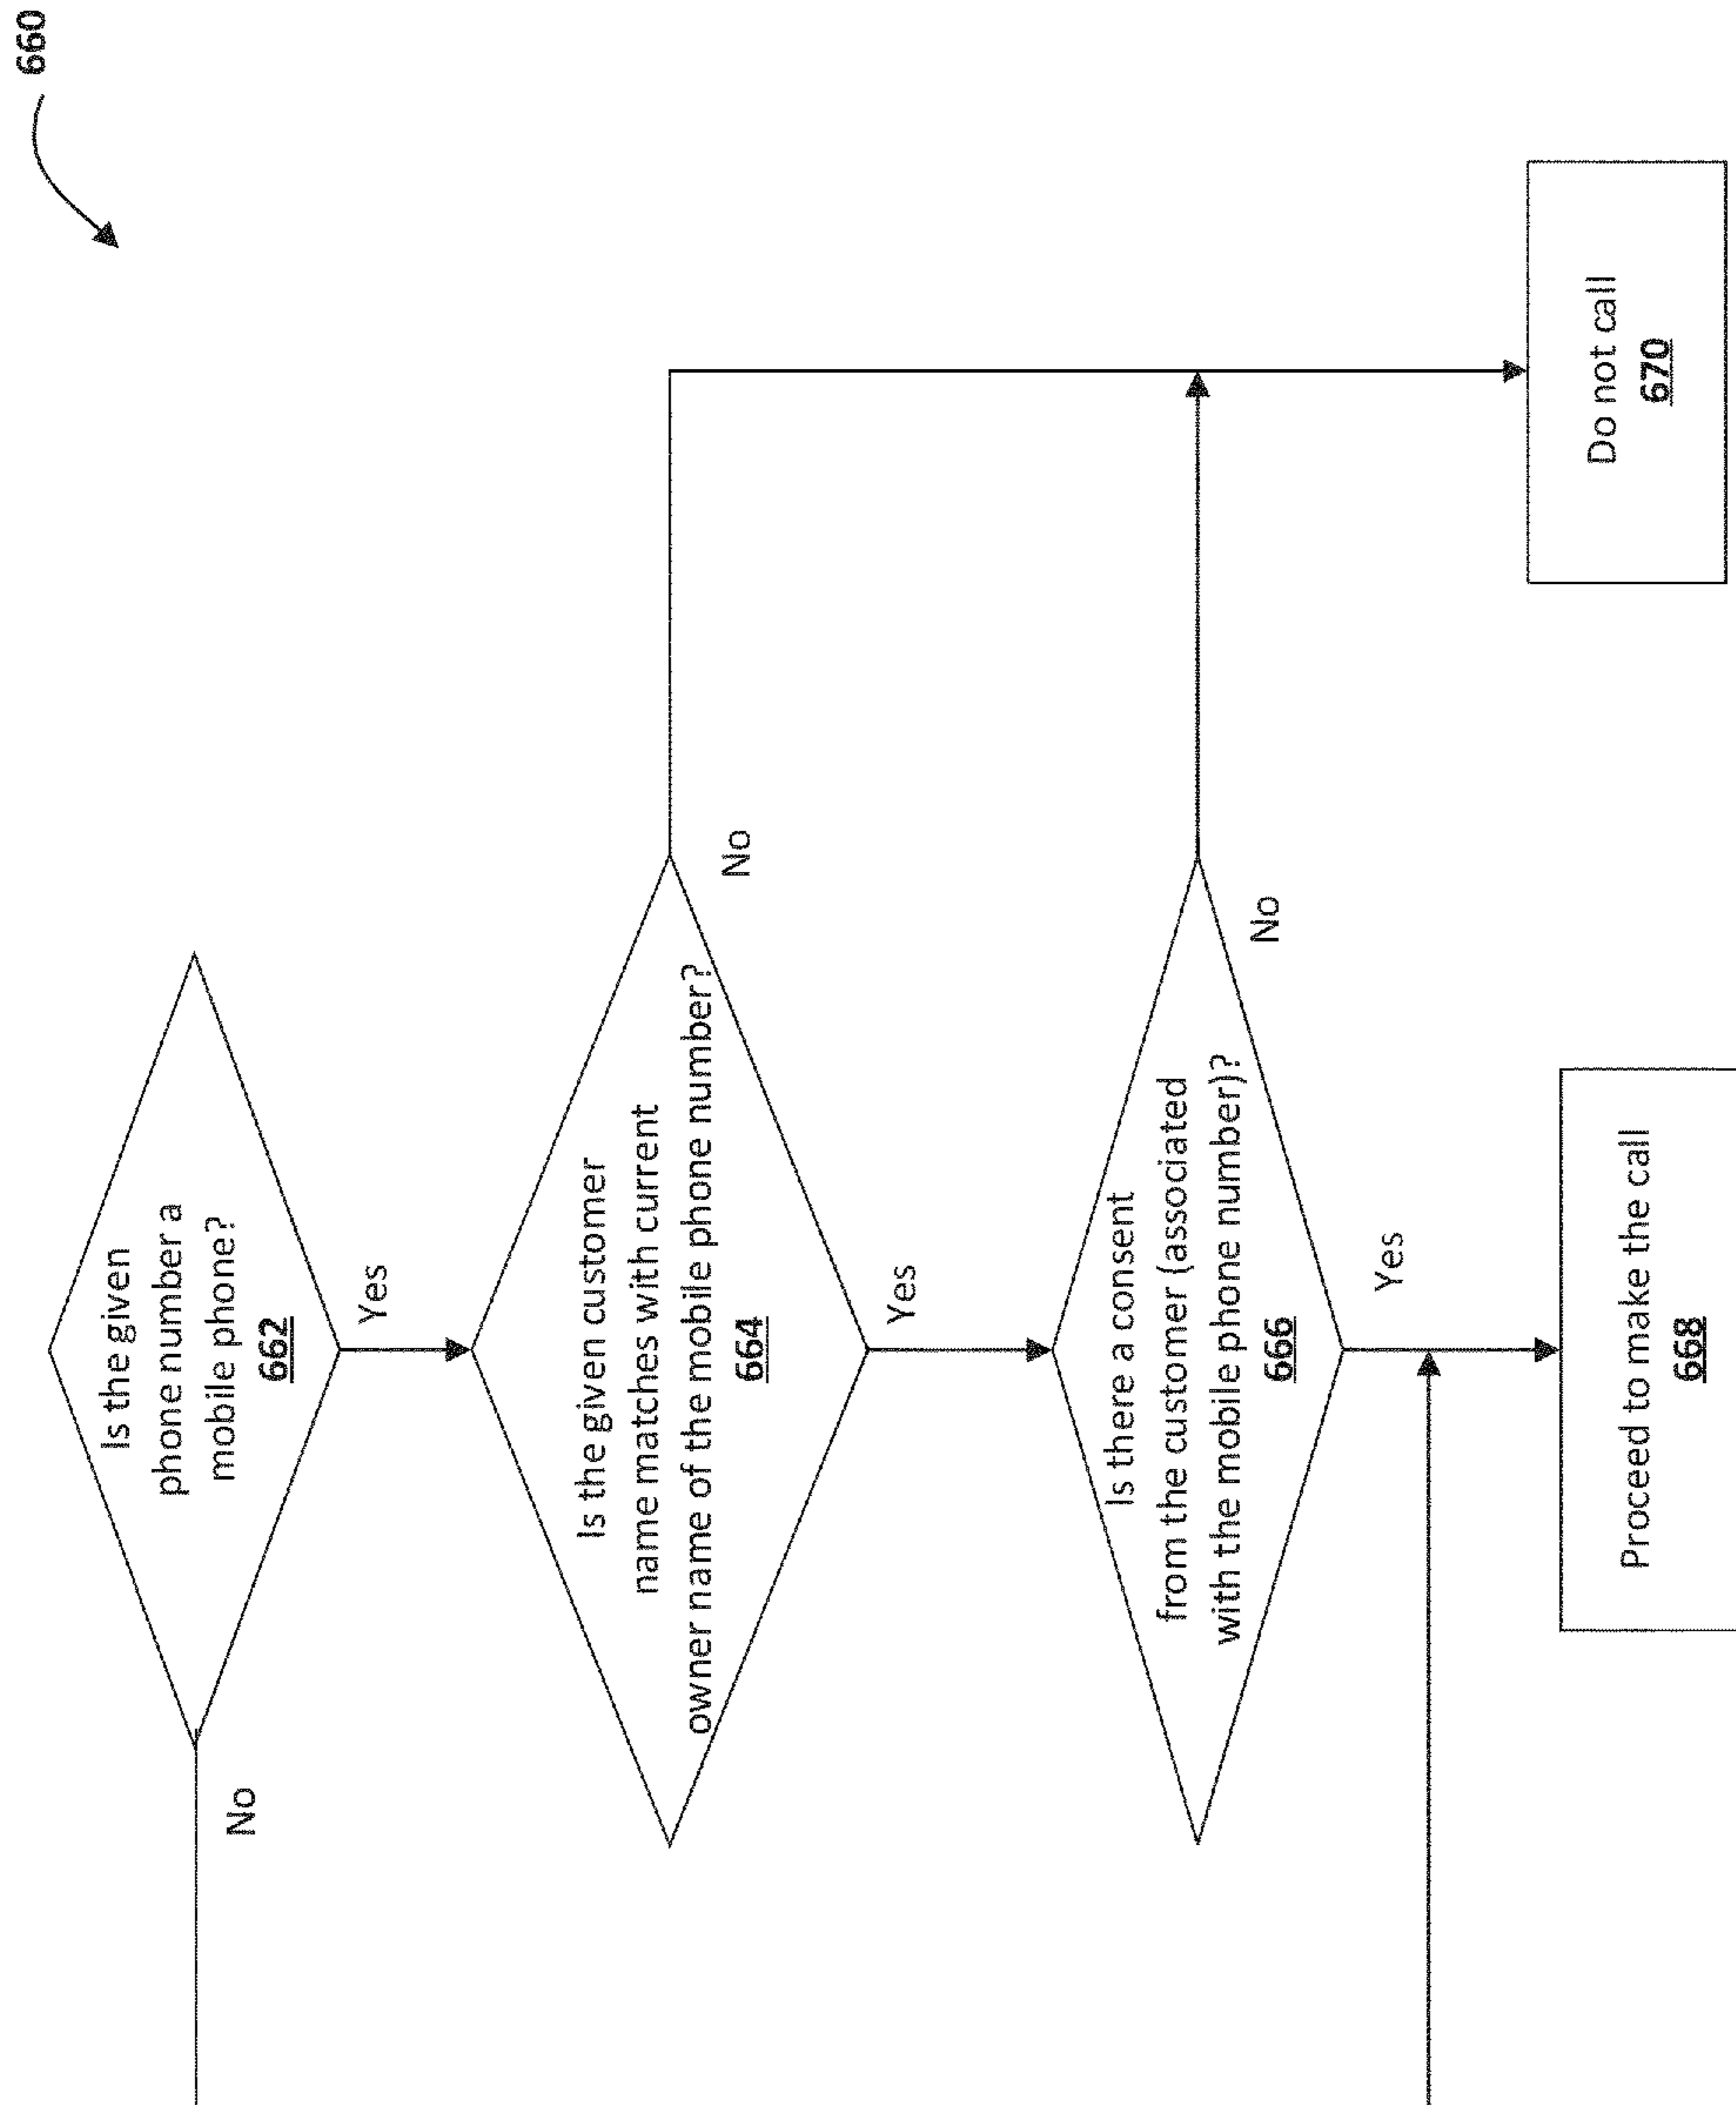 660
Is the given
phone number a
mobile phone?
662
Yes
No
Is the given customer
name matches with current
owner name of the mobile phone number?
664
No
Yes
Is there a consent
from the customer (associated
with the mobile phone number)?
666
No
Yes
Proceed to make the call
668
Do not call
670